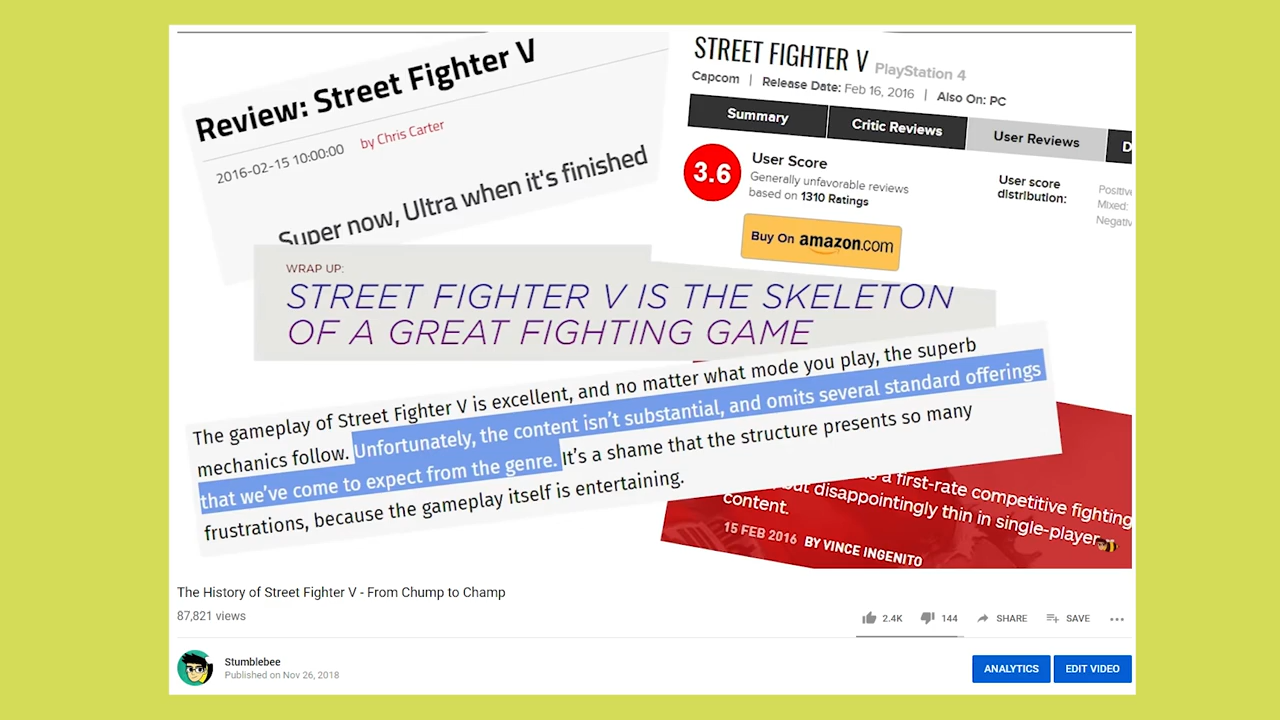 Review: Street Fighter V
2016-02-15 10:00:00 by Chris Carter
Super now, Ultra when it's finished
STREET FIGHTER V PlayStation 4
Capcom | Release Date: Feb 16, 2016 | Also On: PC
Summary Critic Reviews User Reviews D
3.6 User Score
Generally unfavorable reviews
based on 1310 Ratings
User score
distribution:
Positive
Mixed:
Negativ
Buy On amazon.com
WRAP UP:
STREET FIGHTER V IS THE SKELETON
OF A GREAT FIGHTING GAME
The gameplay of Street Fighter V is excellent, and no matter what mode you play, the superb
mechanics follow. Unfortunately, the content isn't substantial, and omits several standard offerings
that we've come to expect from the genre. It's a shame that the structure presents so many
frustrations, because the gameplay itself is entertaining.
a first-rate competitive fighting
but disappointingly thin in single-player
content.
15 FEB 2016 BY VINCE INGENITO
The History of Street Fighter V - From Chump to Champ
87,821 views
2.4K 144 SHARE SAVE
Stumblebee
Published on Nov 26, 2018
ANALYTICS EDIT VIDEO